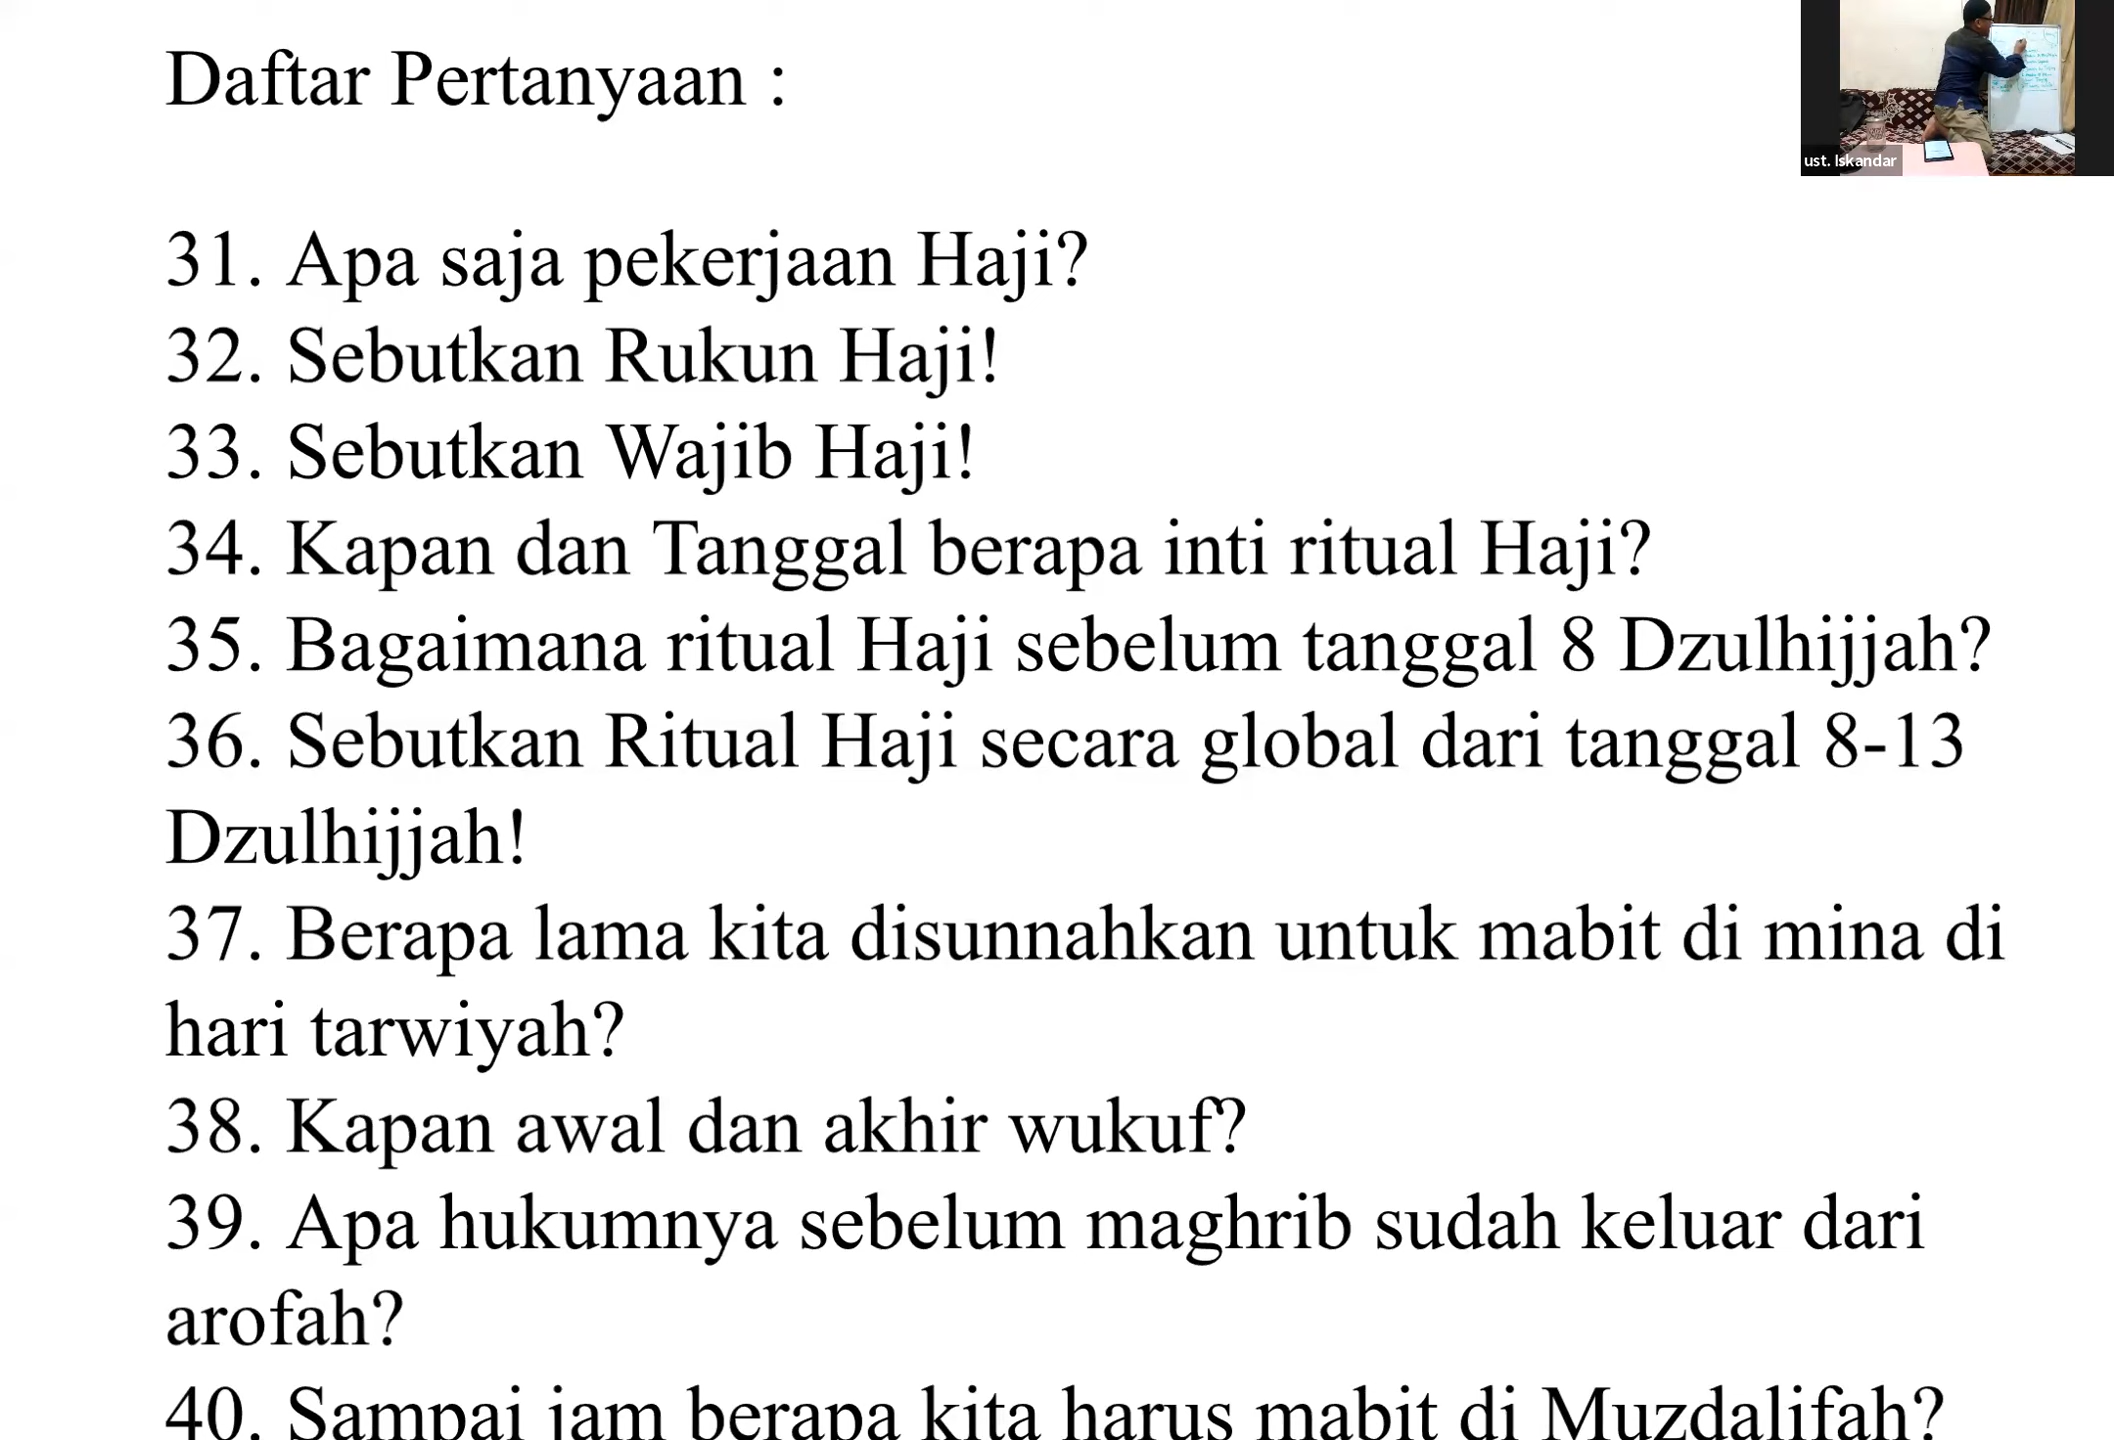 Daftar Pertanyaan :
ust. Iskandar
31. Apa saja pekerjaan Haji?
32. Sebutkan Rukun Haji!
33. Sebutkan Wajib Haji!
34. Kapan dan Tanggal berapa inti ritual Haji?
35. Bagaimana ritual Haji sebelum tanggal 8 Dzulhijjah?
36. Sebutkan Ritual Haji secara global dari tanggal 8-13
Dzulhijjah!
37. Berapa lama kita disunnahkan untuk mabit di mina di
hari tarwiyah?
38. Kapan awal dan akhir wukuf?
39. Apa hukumnya sebelum maghrib sudah keluar dari
arofah?
40. Sampai jam berapa kita harus mabit di Muzdalifah?